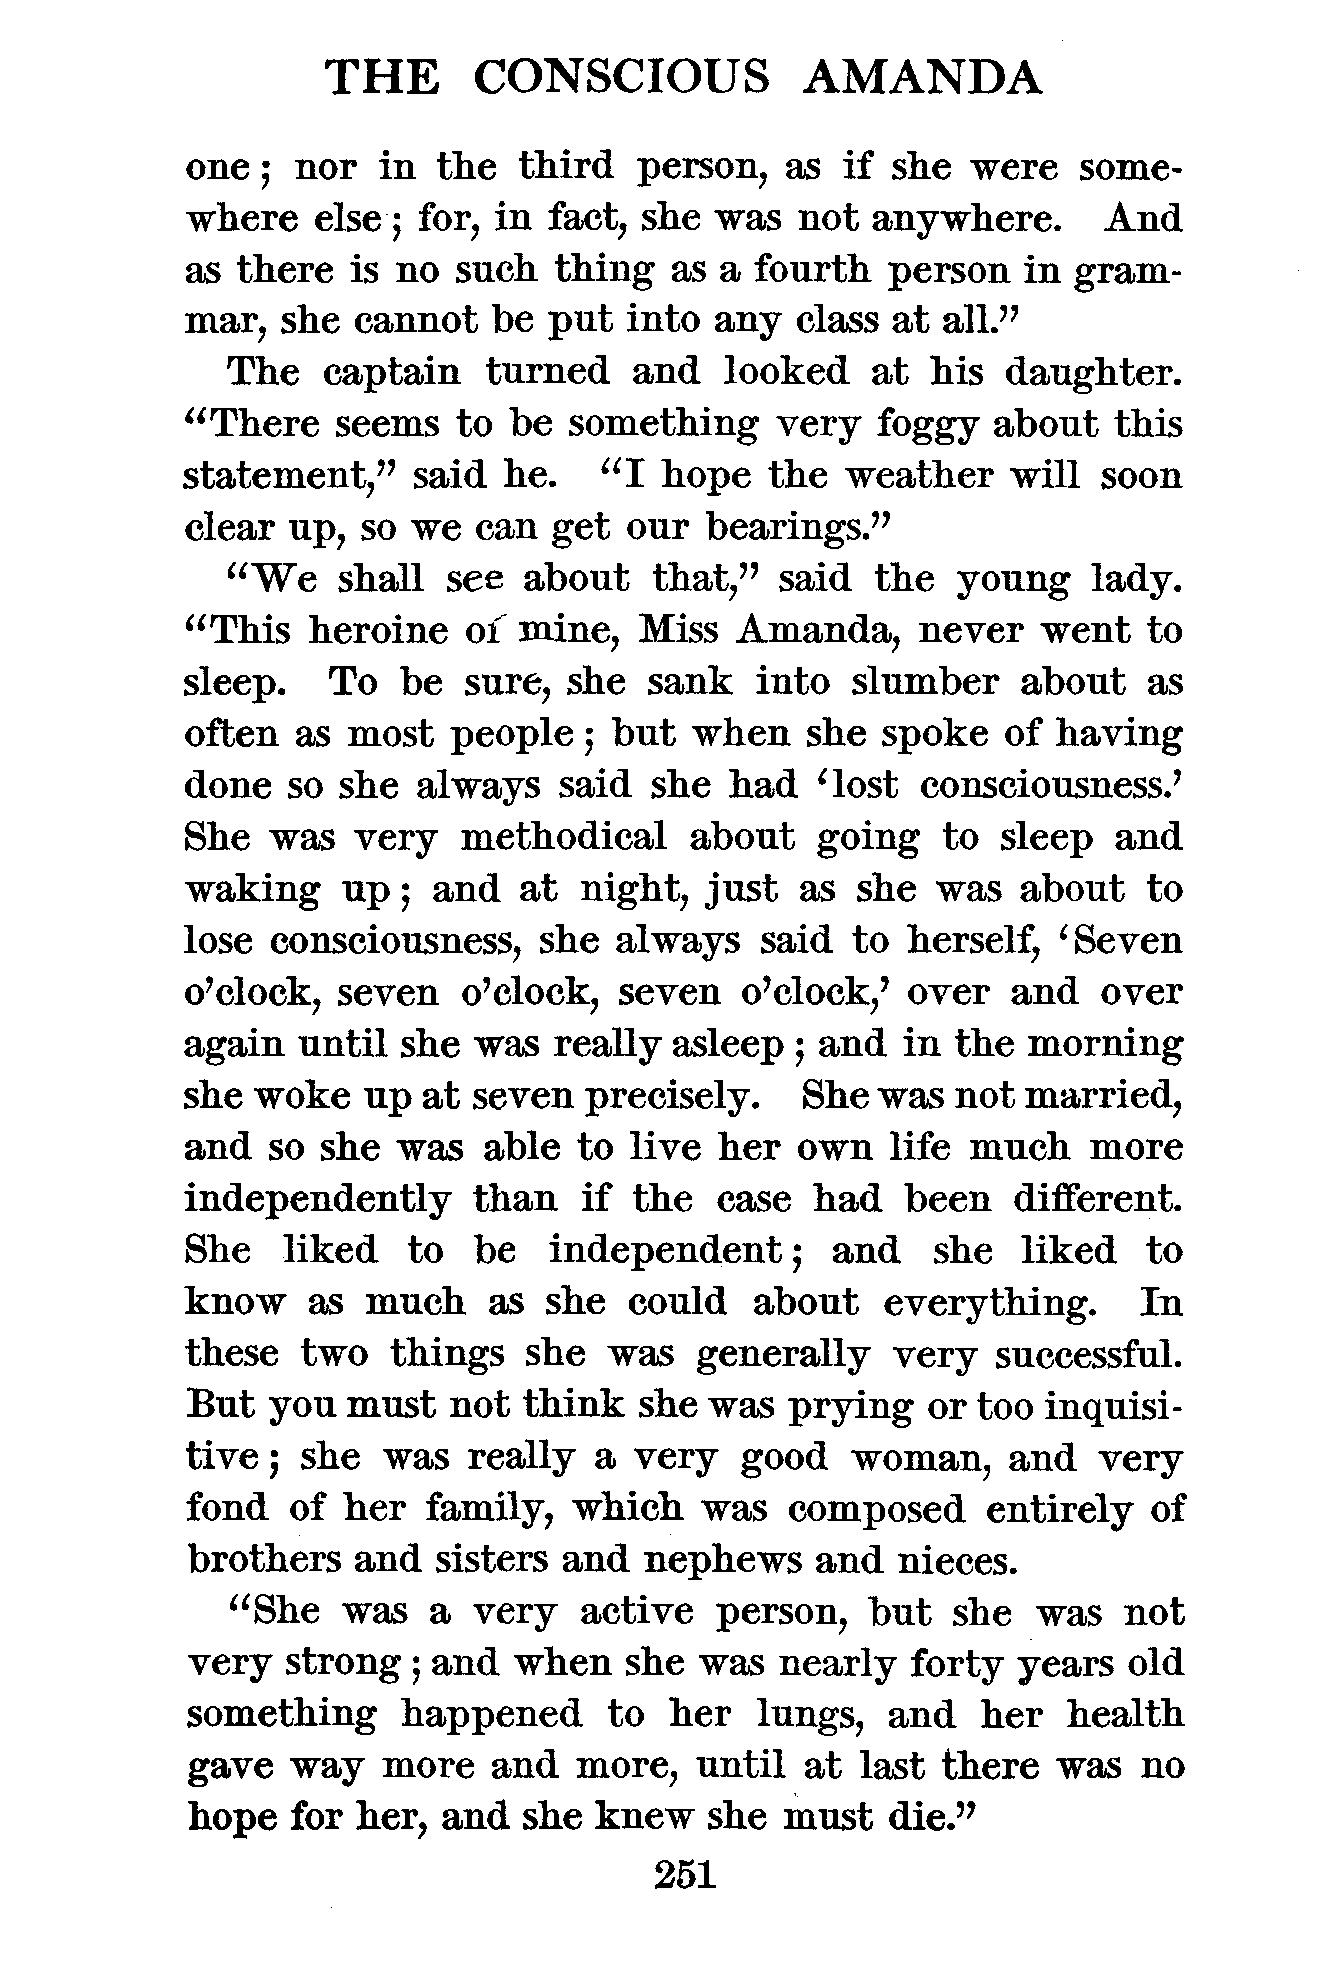 THE CONSCIOUS AMANDA
one; nor in the third person, as if she were some-
where else; for, in fact, she was not anywhere. And
as there is no such thing as a fourth person in gram-
mar, she cannot be put into any class at all."
The captain turned and looked at his daughter.
"There seems to be something very foggy about this
statement," said he. "I hope the weather will soon
clear up, so we can get our bearings."
"We shall see about that," said the young lady.
"This heroine of mine, Miss Amanda, never went to
sleep. To be sure, she sank into slumber about as
often as most people; but when she spoke of having
done so she always said she had 'lost consciousness.'
She was very methodical about going to sleep and
waking up; and at night, just as she was about to
lose consciousness, she always said to herself, 'Seven
o'clock, seven o'clock, seven o'clock,' over and over
again until she was really asleep; and in the morning
she woke up at seven precisely. She was not married,
and so she was able to live her own life much more
independently than if the case had been different.
She liked to be independent; and she liked to
know as much as she could about everything. In
these two things she was generally very successful.
But you must not think she was prying or too inquisi-
tive; she was really a very good woman, and very
fond of her family, which was composed entirely of
brothers and sisters and nephews and nieces.
"She was a very active person, but she was not
very strong; and when she was nearly forty years old
something happened to her lungs, and her health
gave way more and more, until at last there was no
hope for her, and she knew she must die."
251